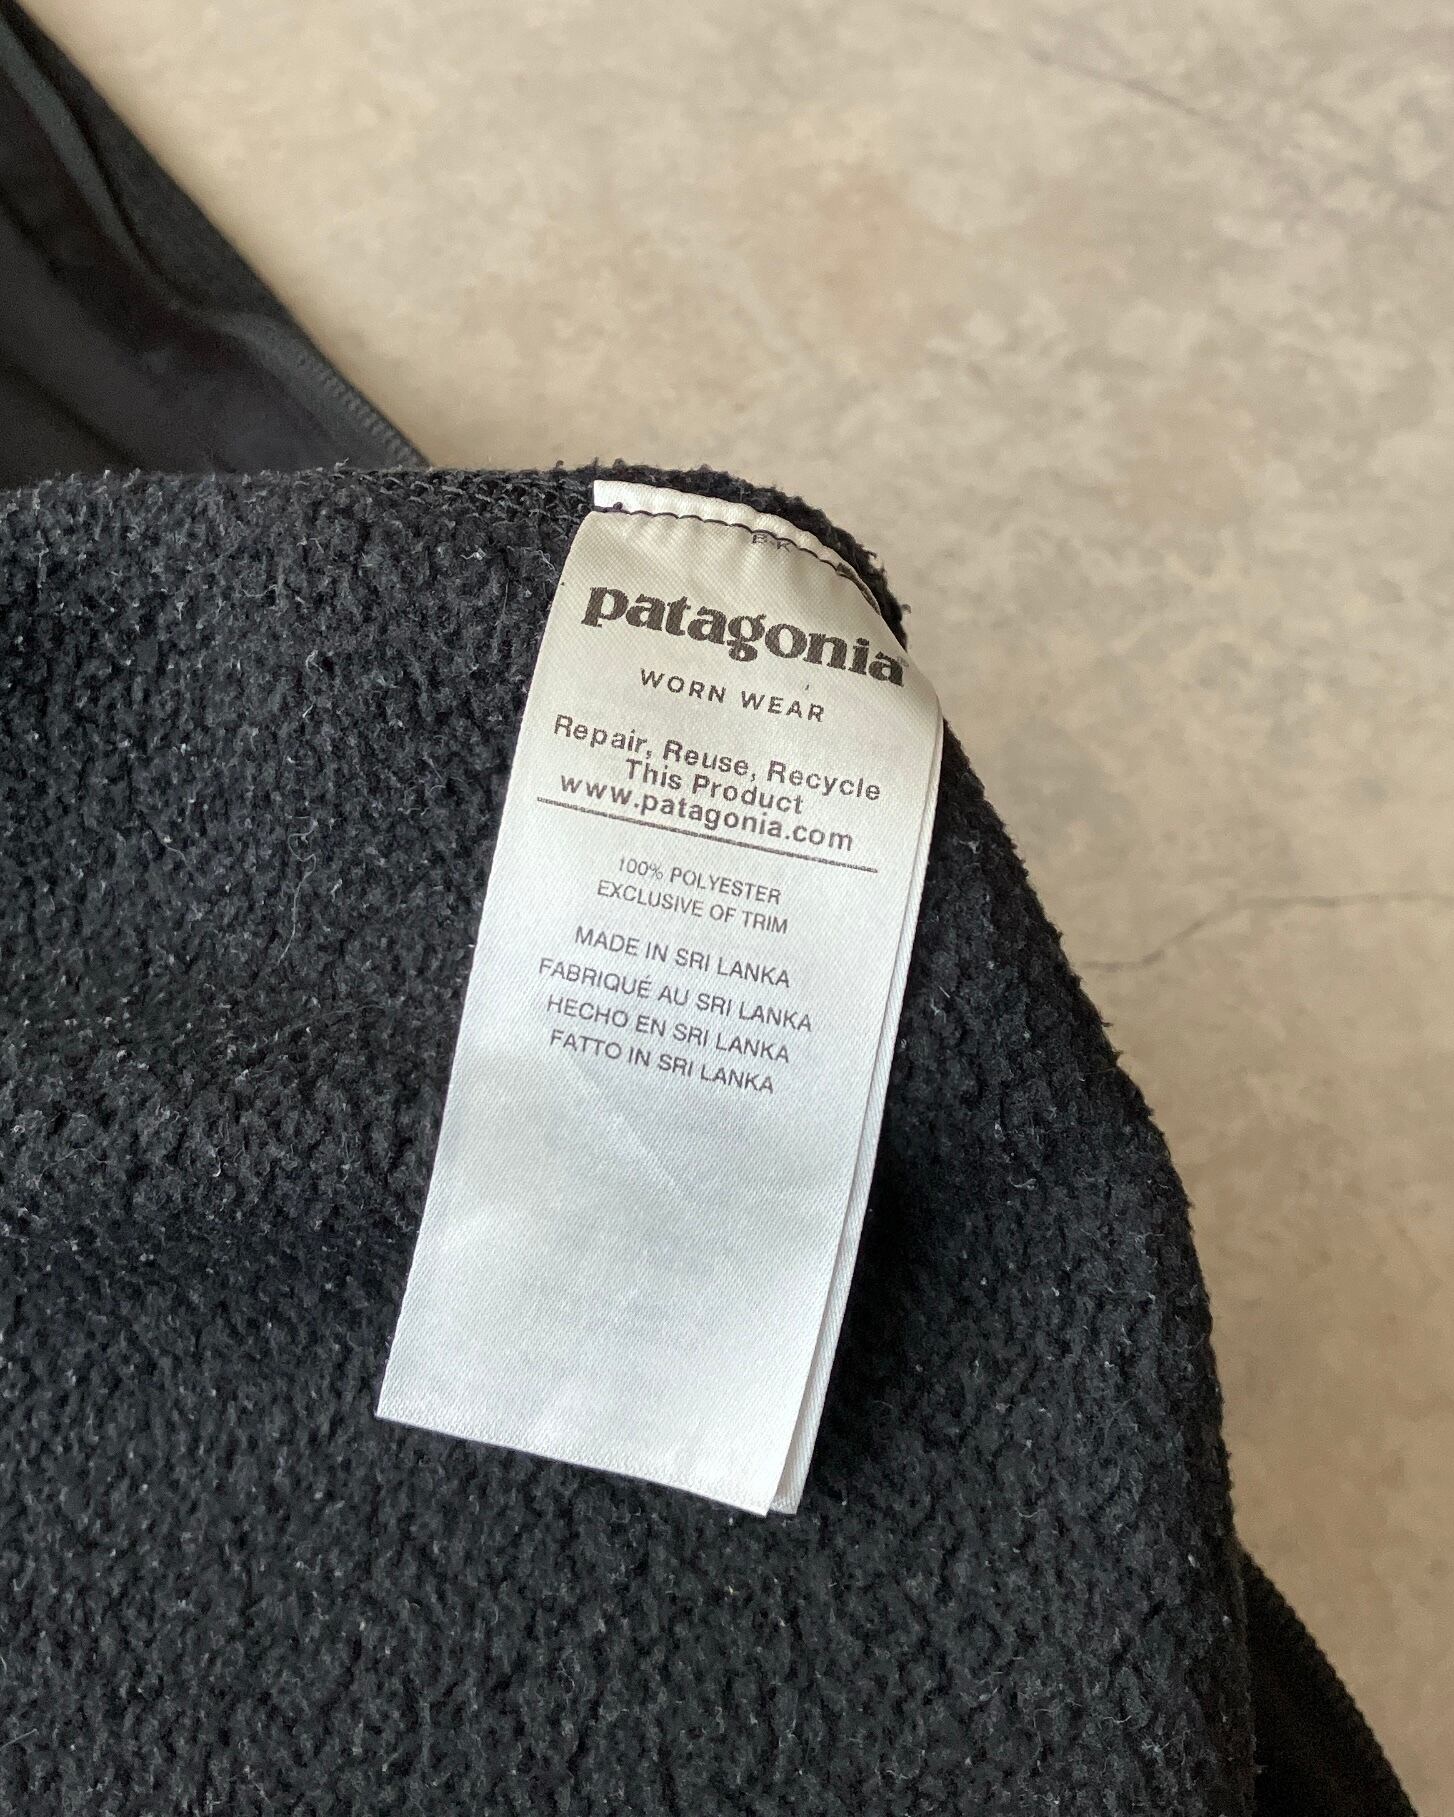 BK
patagonia®
WORN WEAR
Repair, Reuse, Recycle
This Product
www.patagonia.com
100% POLYESTER
EXCLUSIVE OF TRIM
MADE IN SRI LANKA
FABRIQUÉ AU SRI LANKA
HECHO EN SRI LANKA
FATTO IN SRI LANKA